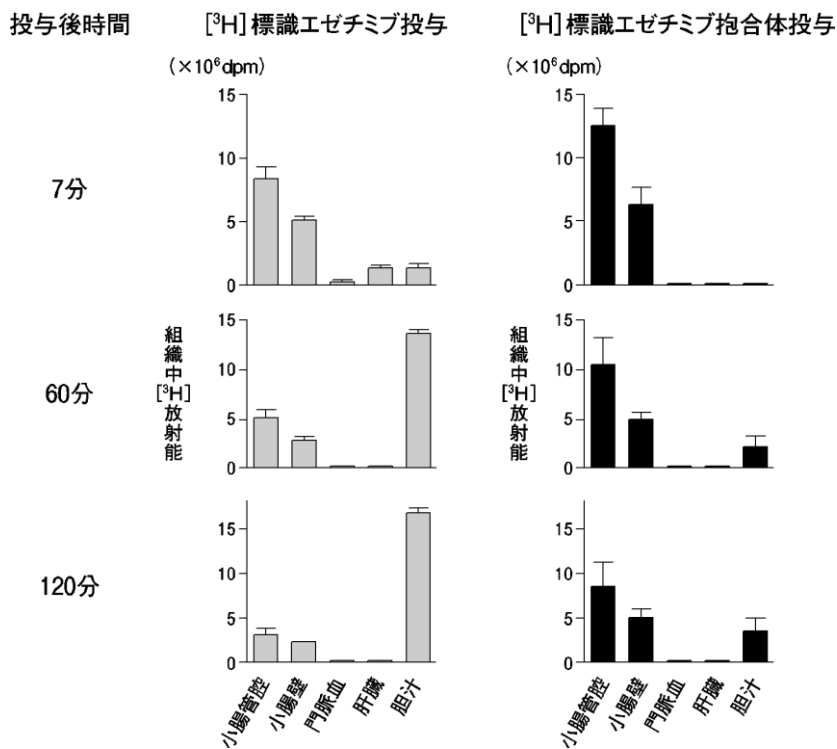 投与後時間 [³H]標識エゼチミブ投与 [³H]標識エゼチミブ抱合体投与
(×10⁶dpm) (×10⁶dpm)
7分
15 10 5 0
15 10 5 0
60分
組織中[³H]放射能
15 10 5 0
組織中[³H]放射能
15 10 5 0
120分
15 10 5 0
15 10 5 0
小腸管腔 小腸壁 門脈血 肝臓 胆汁
小腸管腔 小腸壁 門脈血 肝臓 胆汁